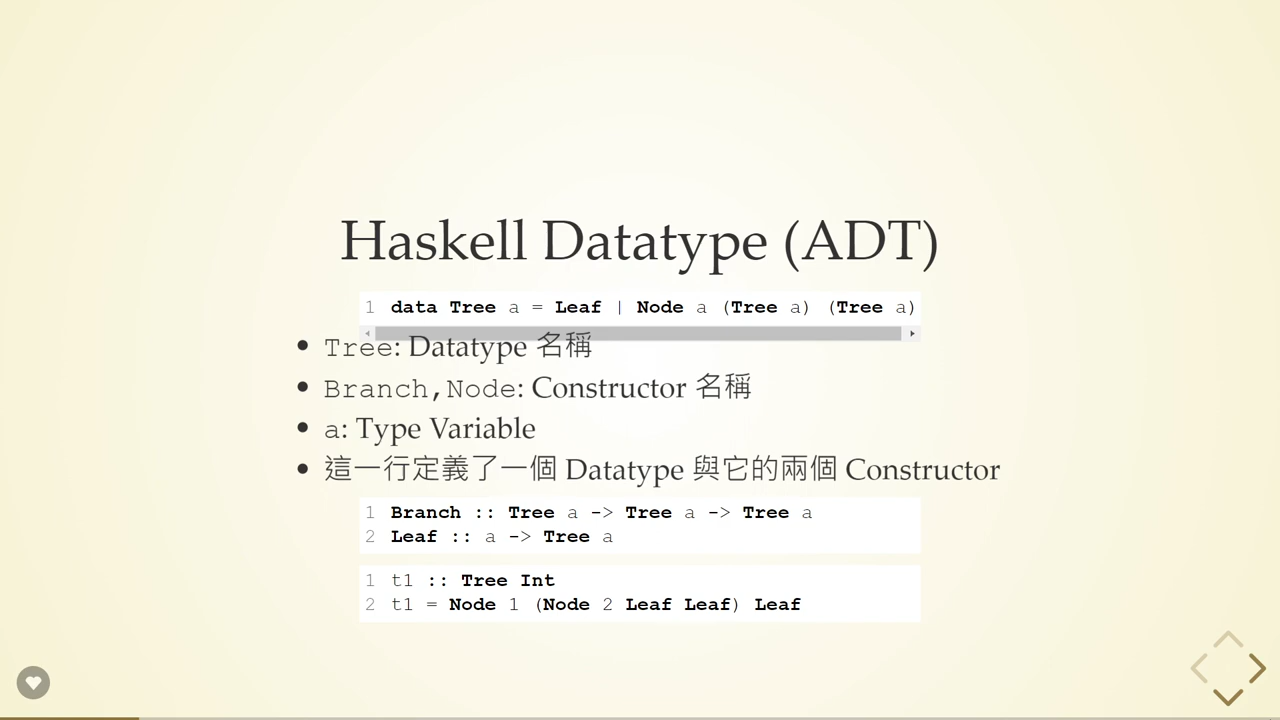 Haskell Datatype (ADT)
1 data Tree a = Leaf | Node a (Tree a) (Tree a)
Tree: Datatype 名稱
Branch,Node: Constructor 名稱
a: Type Variable
這一行定義了一個 Datatype 與它的兩個 Constructor
1 Branch :: Tree a -> Tree a -> Tree a
2 Leaf :: a -> Tree a
1 t1 :: Tree Int
2 t1 = Node 1 (Node 2 Leaf Leaf) Leaf